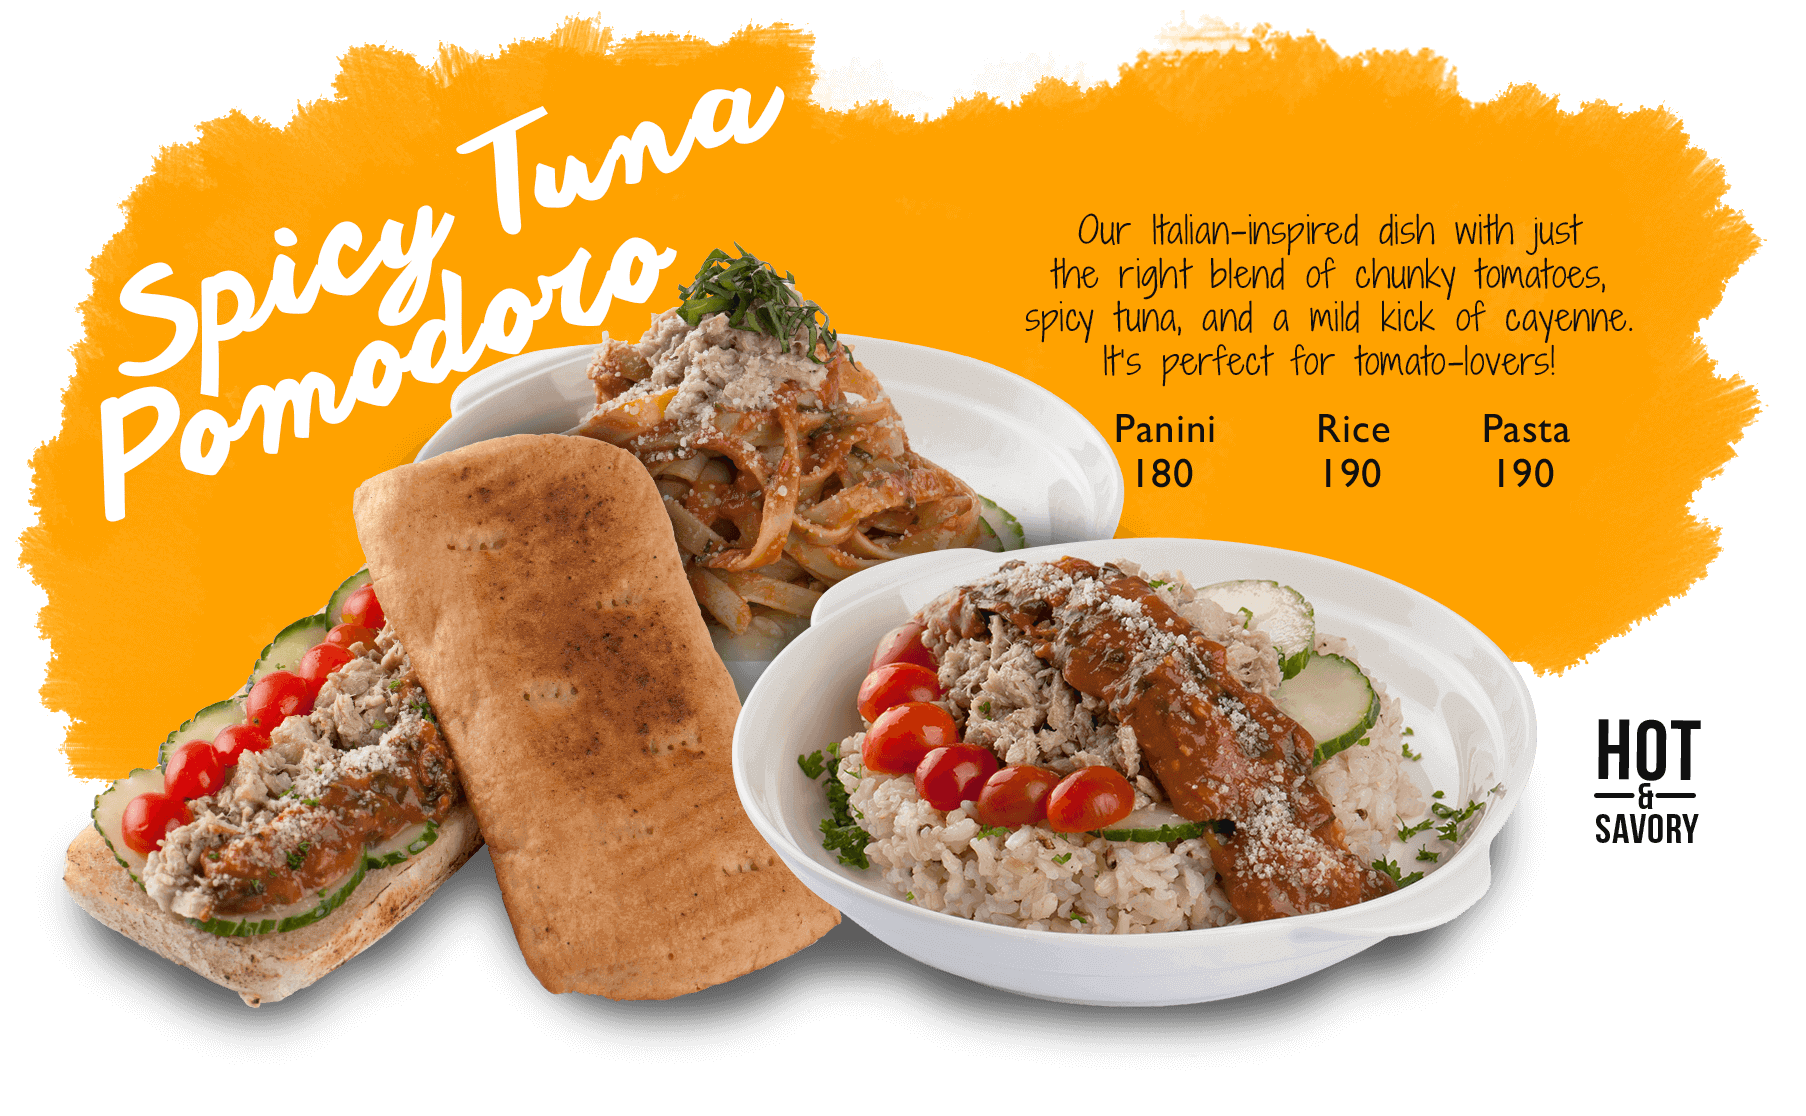 Spicy Tuna
Pomodoro
Our Italian-inspired dish with just
the right blend of chunky tomatoes,
spicy tuna, and a mild kick of cayenne.
It's perfect for tomato-lovers!
Panini Rice Pasta
180 190 190
HOT
&
SAVORY